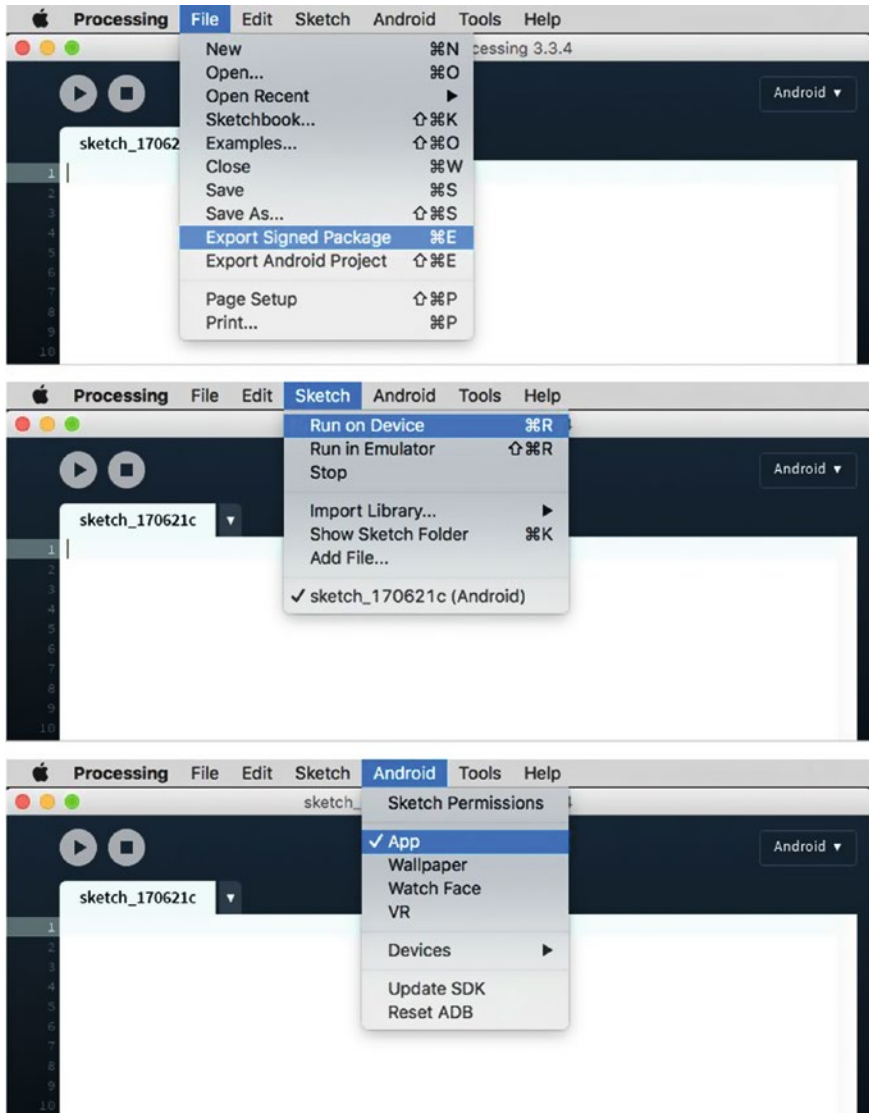 Processing File Edit Sketch Android Tools Help
cessing 3.3.4
New ⌘N
Open... ⌘O
Open Recent ▶
Sketchbook... ⇧⌘K
Examples... ⇧⌘O
Close ⌘W
Save ⌘S
Save As... ⇧⌘S
Export Signed Package ⌘E
Export Android Project ⇧⌘E
Page Setup ⇧⌘P
Print... ⌘P
Android ▼
sketch_17062
1
2
3
4
5
6
7
8
9
10
Processing File Edit Sketch Android Tools Help
Run on Device ⌘R
Run in Emulator ⇧⌘R
Stop
Import Library... ▶
Show Sketch Folder ⌘K
Add File...
✓ sketch_170621c (Android)
Android ▼
sketch_170621c ▼
1
2
3
4
5
6
7
8
9
10
Processing File Edit Sketch Android Tools Help
sketch_
Sketch Permissions
✓ App
Wallpaper
Watch Face
VR
Devices ▶
Update SDK
Reset ADB
Android ▼
sketch_170621c ▼
1
2
3
4
5
6
7
8
9
10